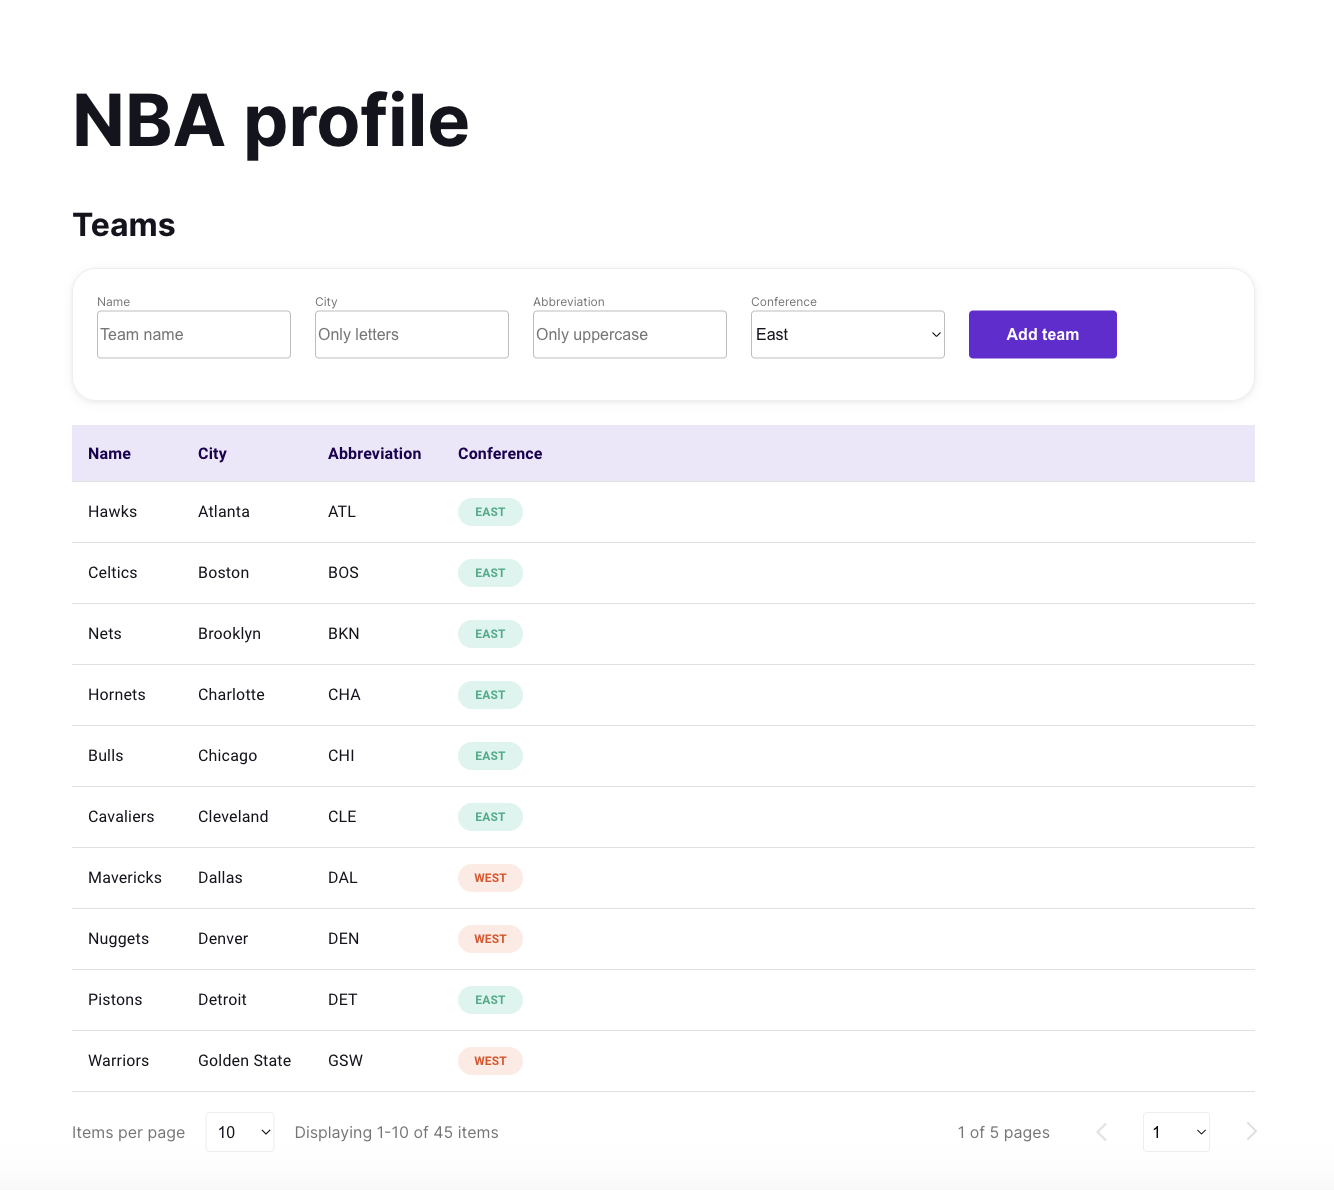 NBA profile
Teams
Name City Abbreviation Conference
Team name Only letters Only uppercase East Add team
Name City Abbreviation Conference
Hawks Atlanta ATL EAST
Celtics Boston BOS EAST
Nets Brooklyn BKN EAST
Hornets Charlotte CHA EAST
Bulls Chicago CHI EAST
Cavaliers Cleveland CLE EAST
Mavericks Dallas DAL WEST
Nuggets Denver DEN WEST
Pistons Detroit DET EAST
Warriors Golden State GSW WEST
Items per page 10 Displaying 1-10 of 45 items 1 of 5 pages 1